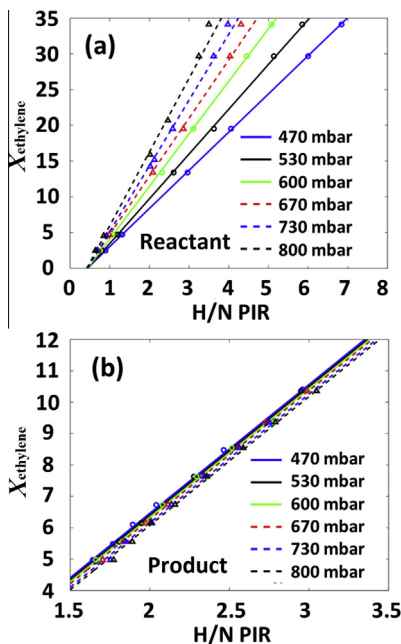 (a)
X ethylene
35
30
25
20
15
10
5
0
470 mbar
530 mbar
600 mbar
670 mbar
730 mbar
800 mbar
Reactant
0 1 2 3 4 5 6 7 8
H/N PIR
(b)
X ethylene
12
11
10
9
8
7
6
5
4
470 mbar
530 mbar
600 mbar
670 mbar
730 mbar
800 mbar
Product
1.5 2 2.5 3 3.5
H/N PIR